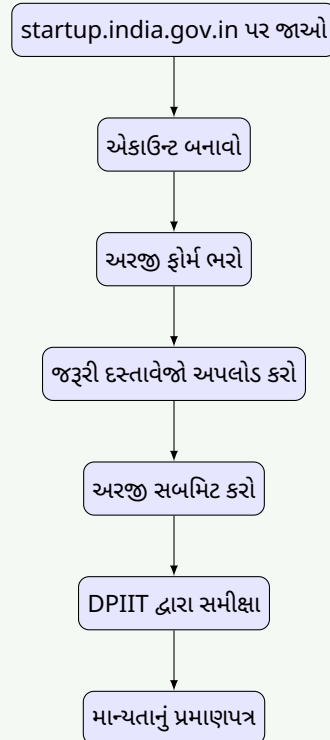 startup.india.gov.in પર જાઓ
એકાઉન્ટ બનાવો
અરજી ફોર્મ ભરો
જરૂરી દસ્તાવેજો અપલોડ કરો
અરજી સબમિટ કરો
DPIIT દ્વારા સમીક્ષા
માન્યતાનું પ્રમાણપત્ર